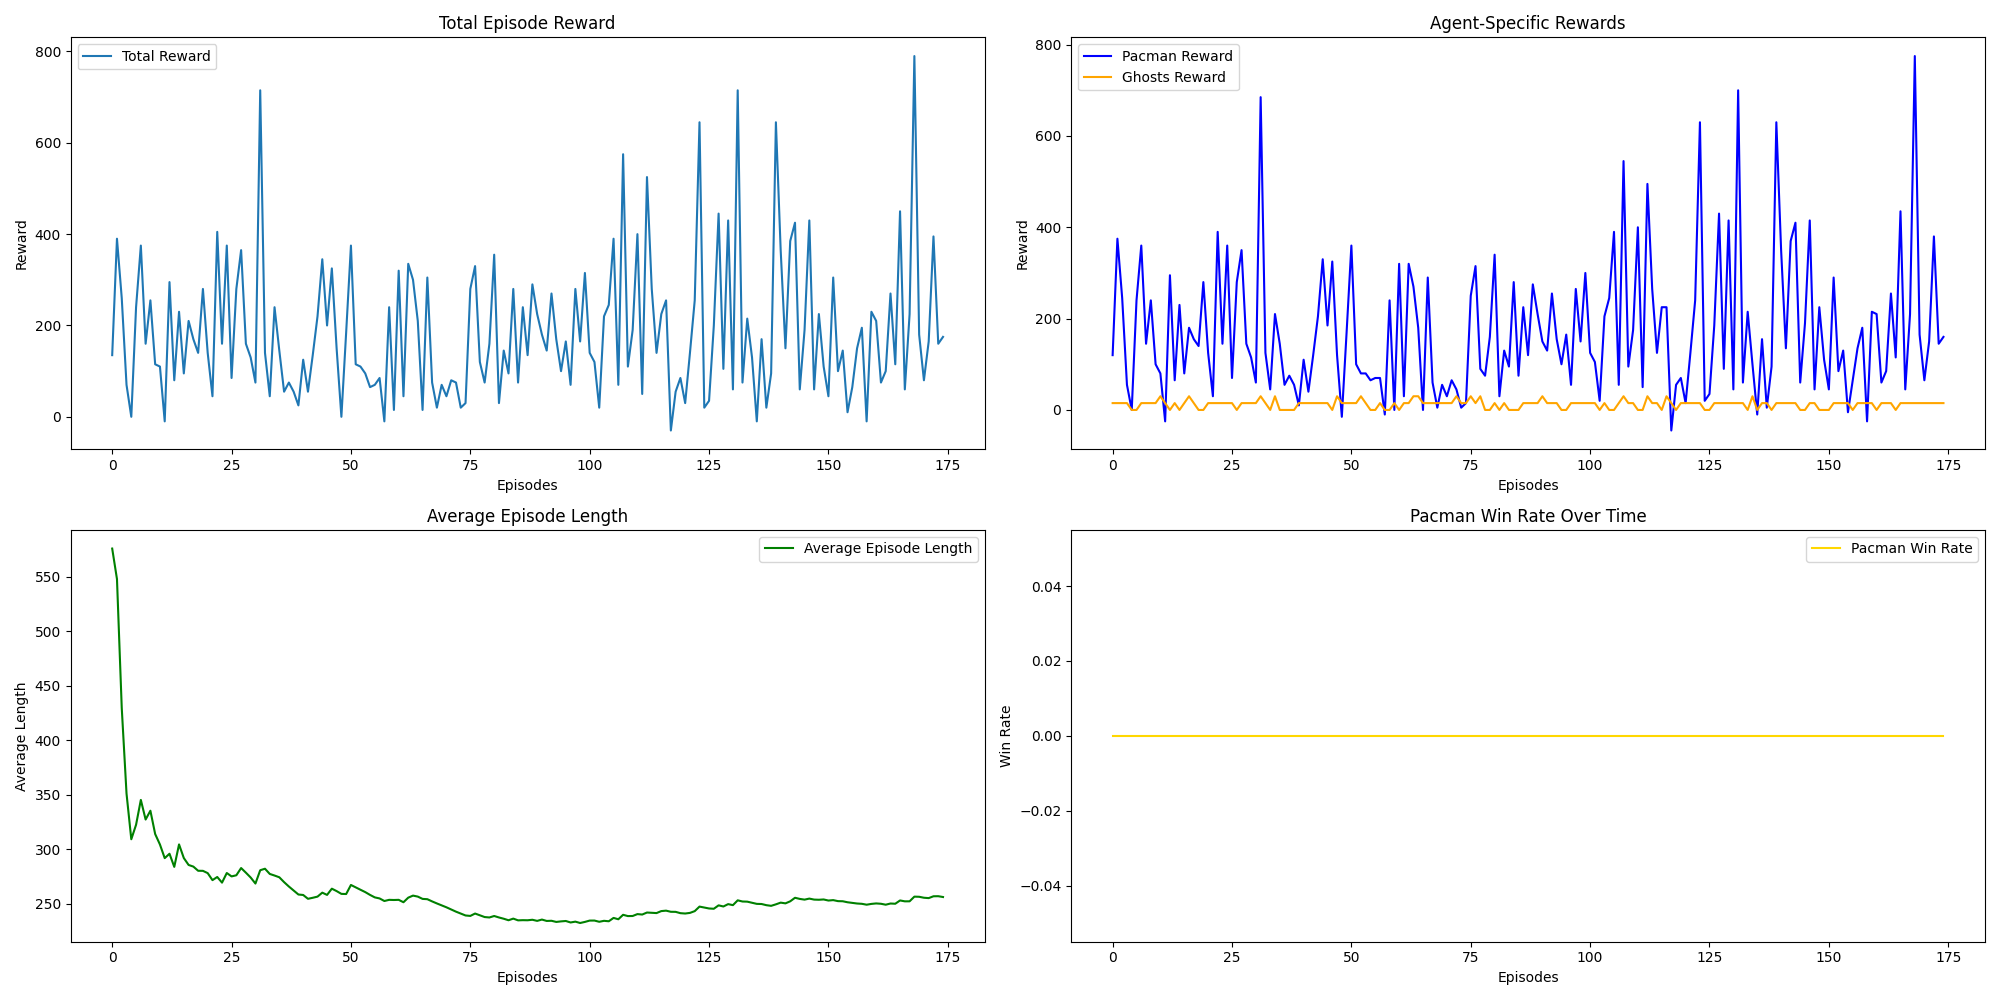 Total Episode Reward
Total Reward
Reward
800
600
400
200
0
0 25 50 75 100 125 150 175
Episodes
Agent-Specific Rewards
Pacman Reward
Ghosts Reward
Reward
800
600
400
200
0
0 25 50 75 100 125 150 175
Episodes
Average Episode Length
Average Episode Length
Average Length
550
500
450
400
350
300
250
0 25 50 75 100 125 150 175
Episodes
Pacman Win Rate Over Time
Pacman Win Rate
Win Rate
0.04
0.02
0.00
−0.02
−0.04
0 25 50 75 100 125 150 175
Episodes